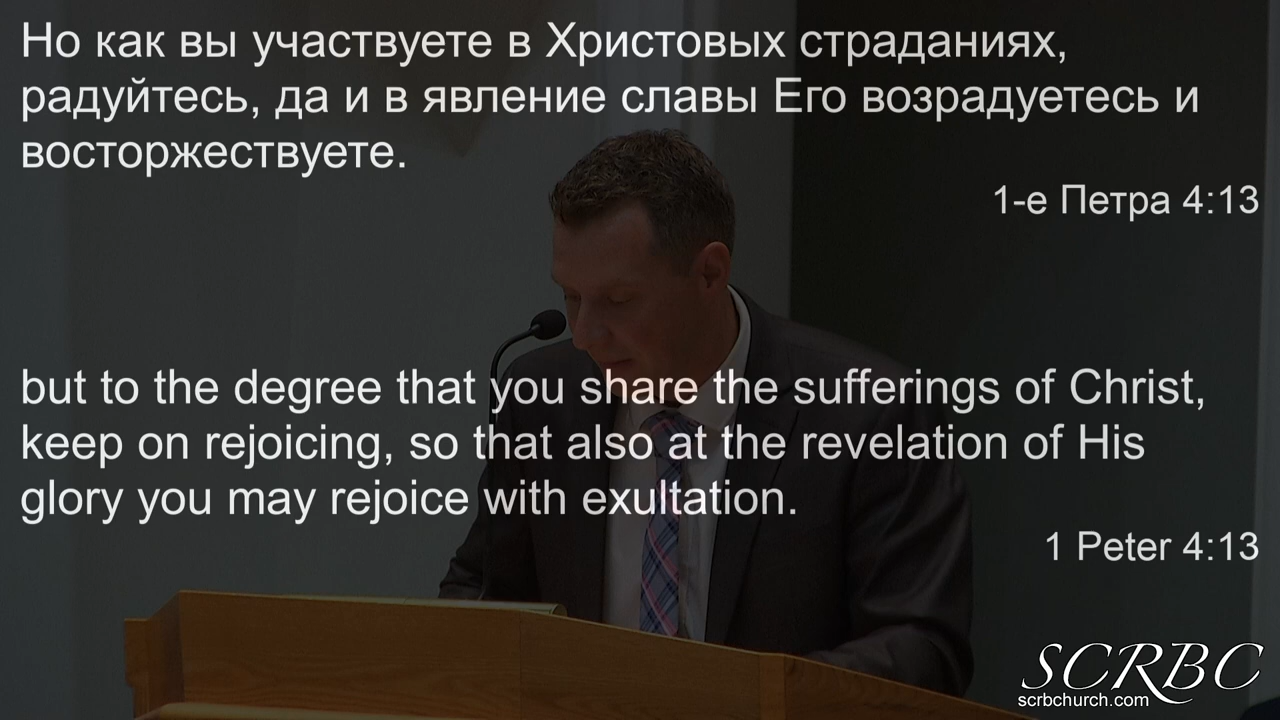 Но как вы участвуете в Христовых страданиях,
радуйтесь, да и в явление славы Его возрадуетесь и
восторжествуете.
1-е Петра 4:13
but to the degree that you share the sufferings of Christ,
keep on rejoicing, so that also at the revelation of His
glory you may rejoice with exultation.
1 Peter 4:13
SCRBC
scrbchurch.com